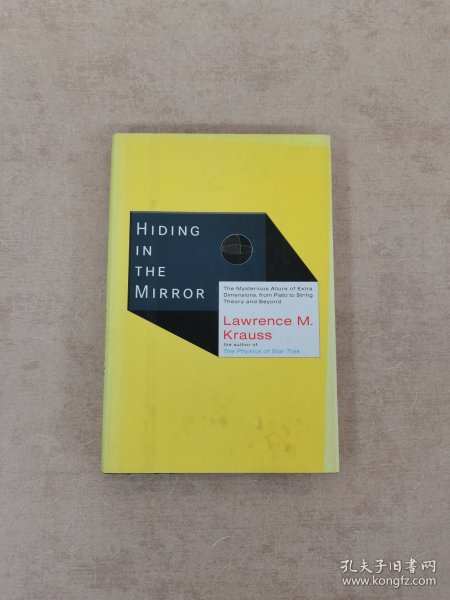 HIDING
IN
THE
MIRROR
The Mysterious Allure of Extra
Dimensions, from Plato to String
Theory and Beyond
Lawrence M.
Krauss
the author of
The Physics of Star Trek
孔夫子旧书网
www.kongfz.com